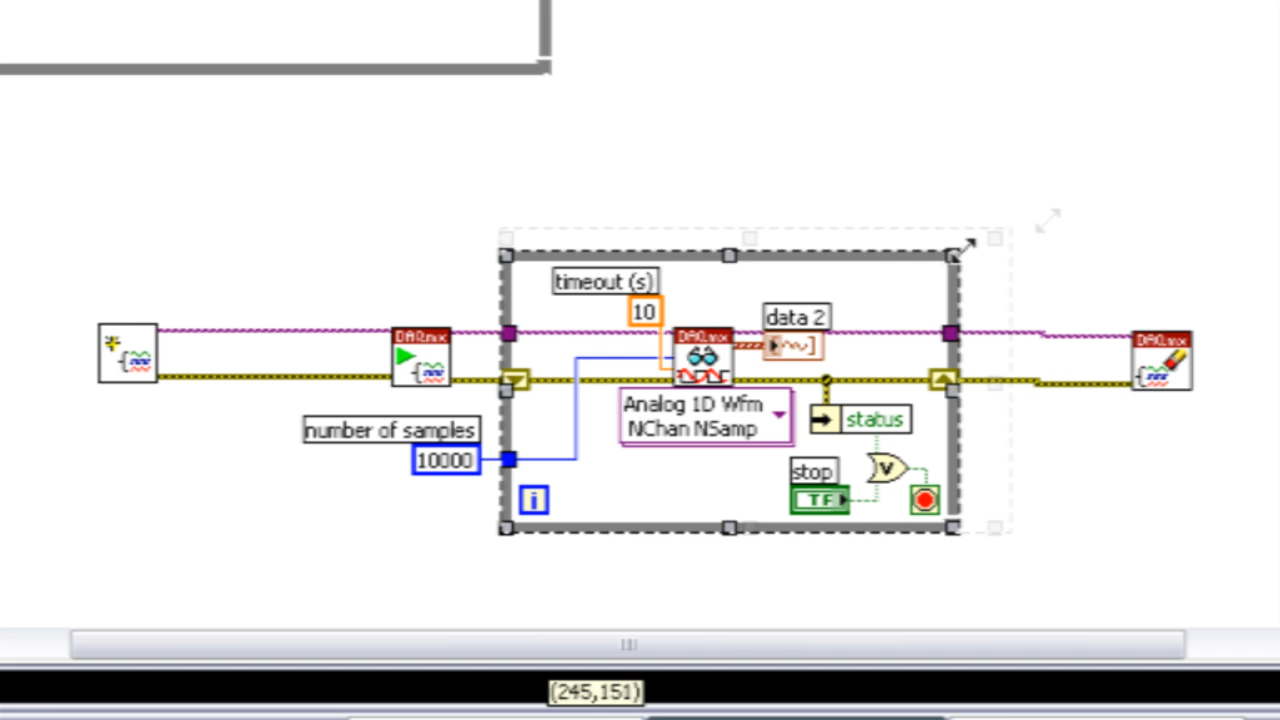 timeout (s)
10
data 2
DAQmx
DAQmx
DAQmx
Analog 1D Wfm
NChan NSamp
status
number of samples
10000
stop
V
TF
i
(245,151)